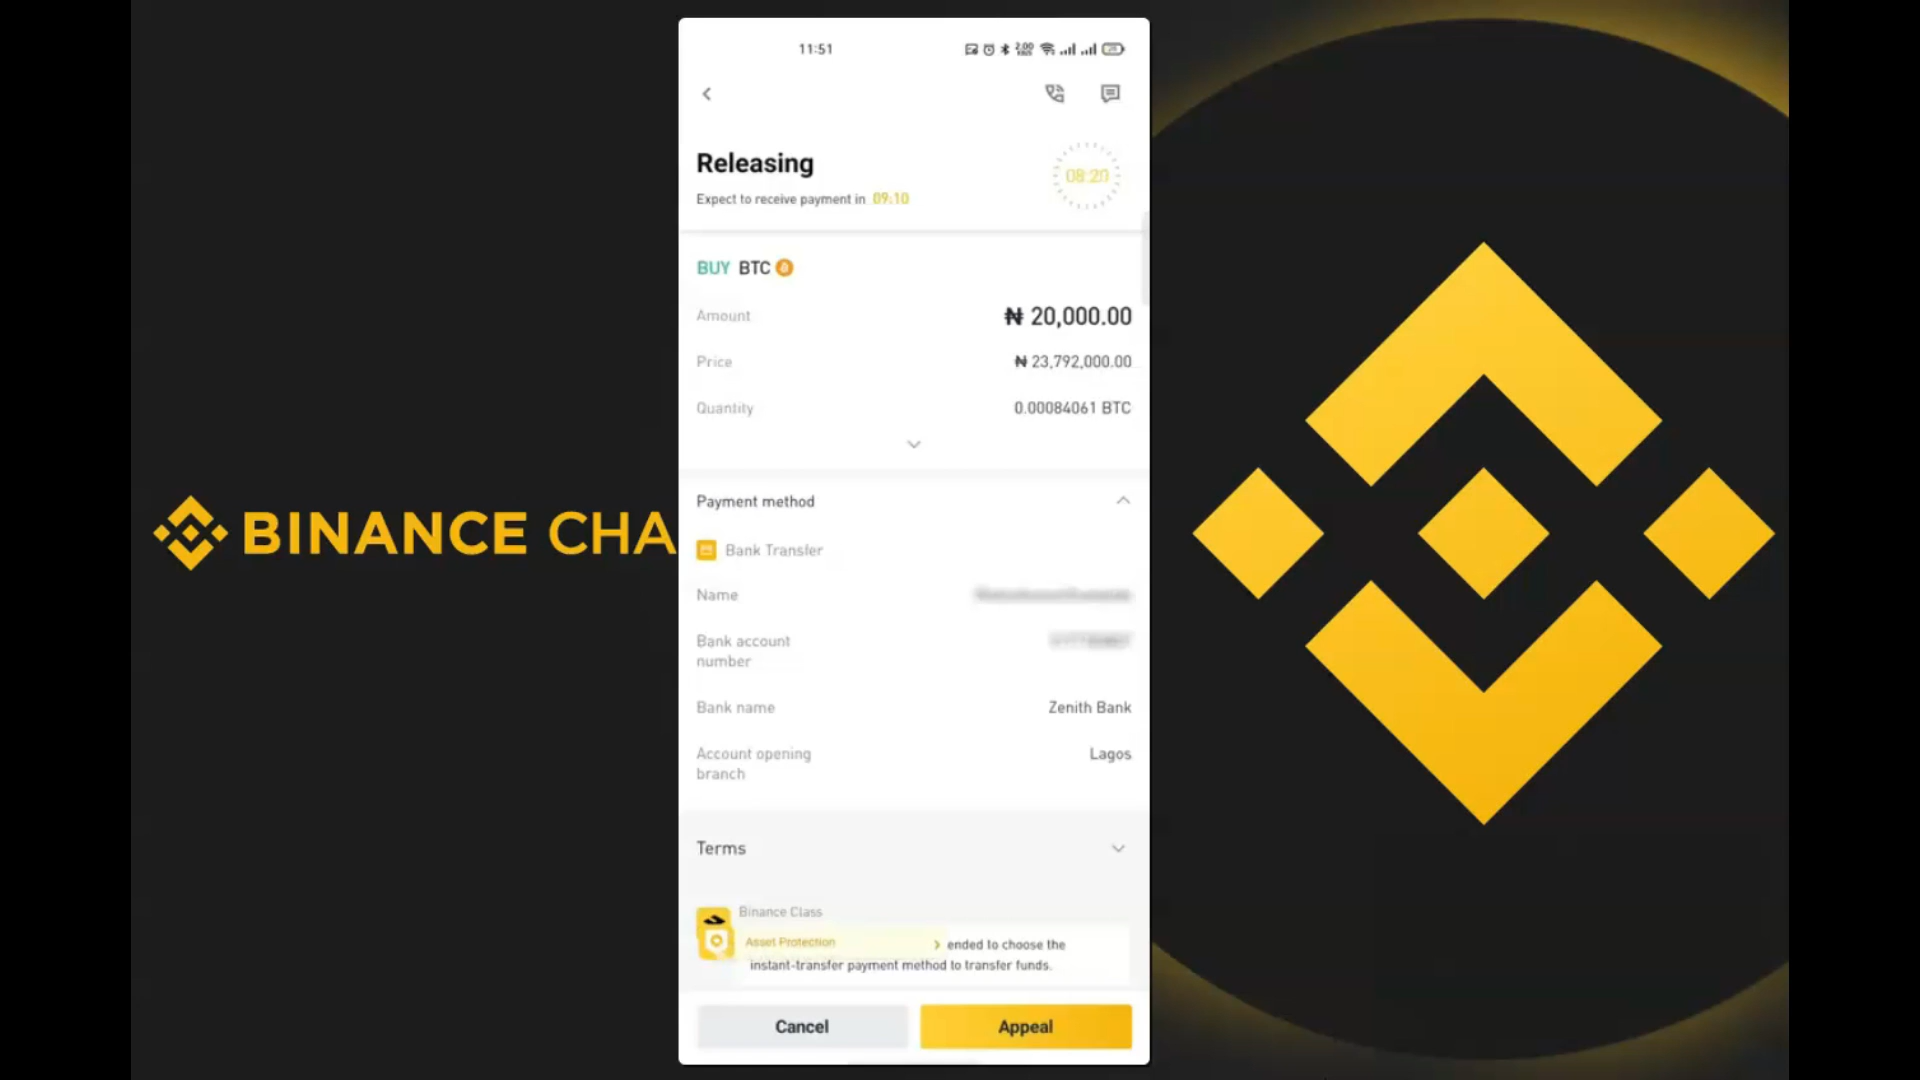 11:51
Releasing
08:20
Expect to receive payment in 09:10
BUY BTC
Amount ₦ 20,000.00
Price ₦ 23,792,000.00
Quantity 0.00084061 BTC
Payment method
BINANCE CHA
Bank Transfer
Name
Bank account
number
Bank name Zenith Bank
Account opening Lagos
branch
Terms
Binance Class
Asset Protection ended to choose the
instant-transfer payment method to transfer funds.
Cancel Appeal